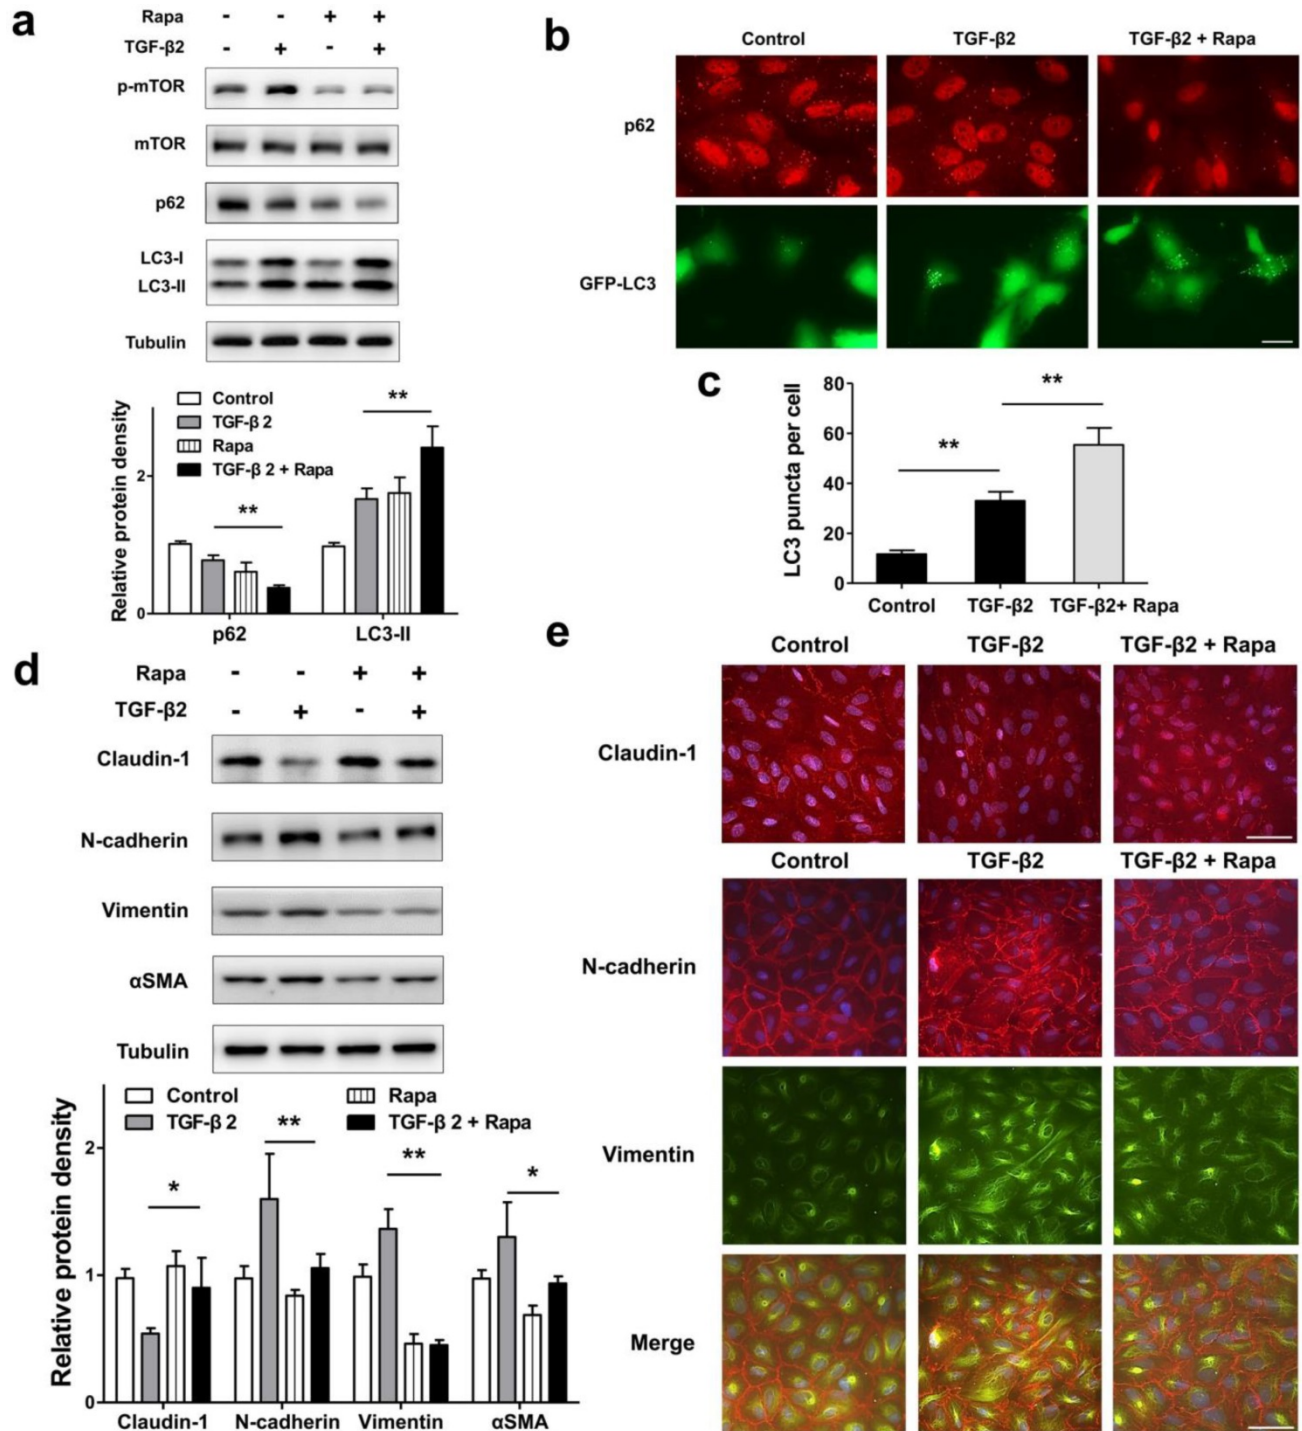 a
Rapa - - + +
TGF-β2 - + - +
p-mTOR
mTOR
p62
LC3-I
LC3-II
Tubulin
Relative protein density
2
0
Control
TGF-β 2
Rapa
TGF-β 2 + Rapa
**
**
p62 LC3-II
b
Control TGF-β2 TGF-β2 + Rapa
p62
GFP-LC3
c
LC3 puncta per cell
80
60
40
20
0
**
**
Control TGF-β2 TGF-β2+ Rapa
d
Rapa - - + +
TGF-β2 - + - +
Claudin-1
N-cadherin
Vimentin
αSMA
Tubulin
Relative protein density
2
1
0
Control Rapa
TGF-β 2 TGF-β 2 + Rapa
*
**
**
*
Claudin-1 N-cadherin Vimentin αSMA
e
Control TGF-β2 TGF-β2 + Rapa
Claudin-1
Control TGF-β2 TGF-β2 + Rapa
N-cadherin
Vimentin
Merge